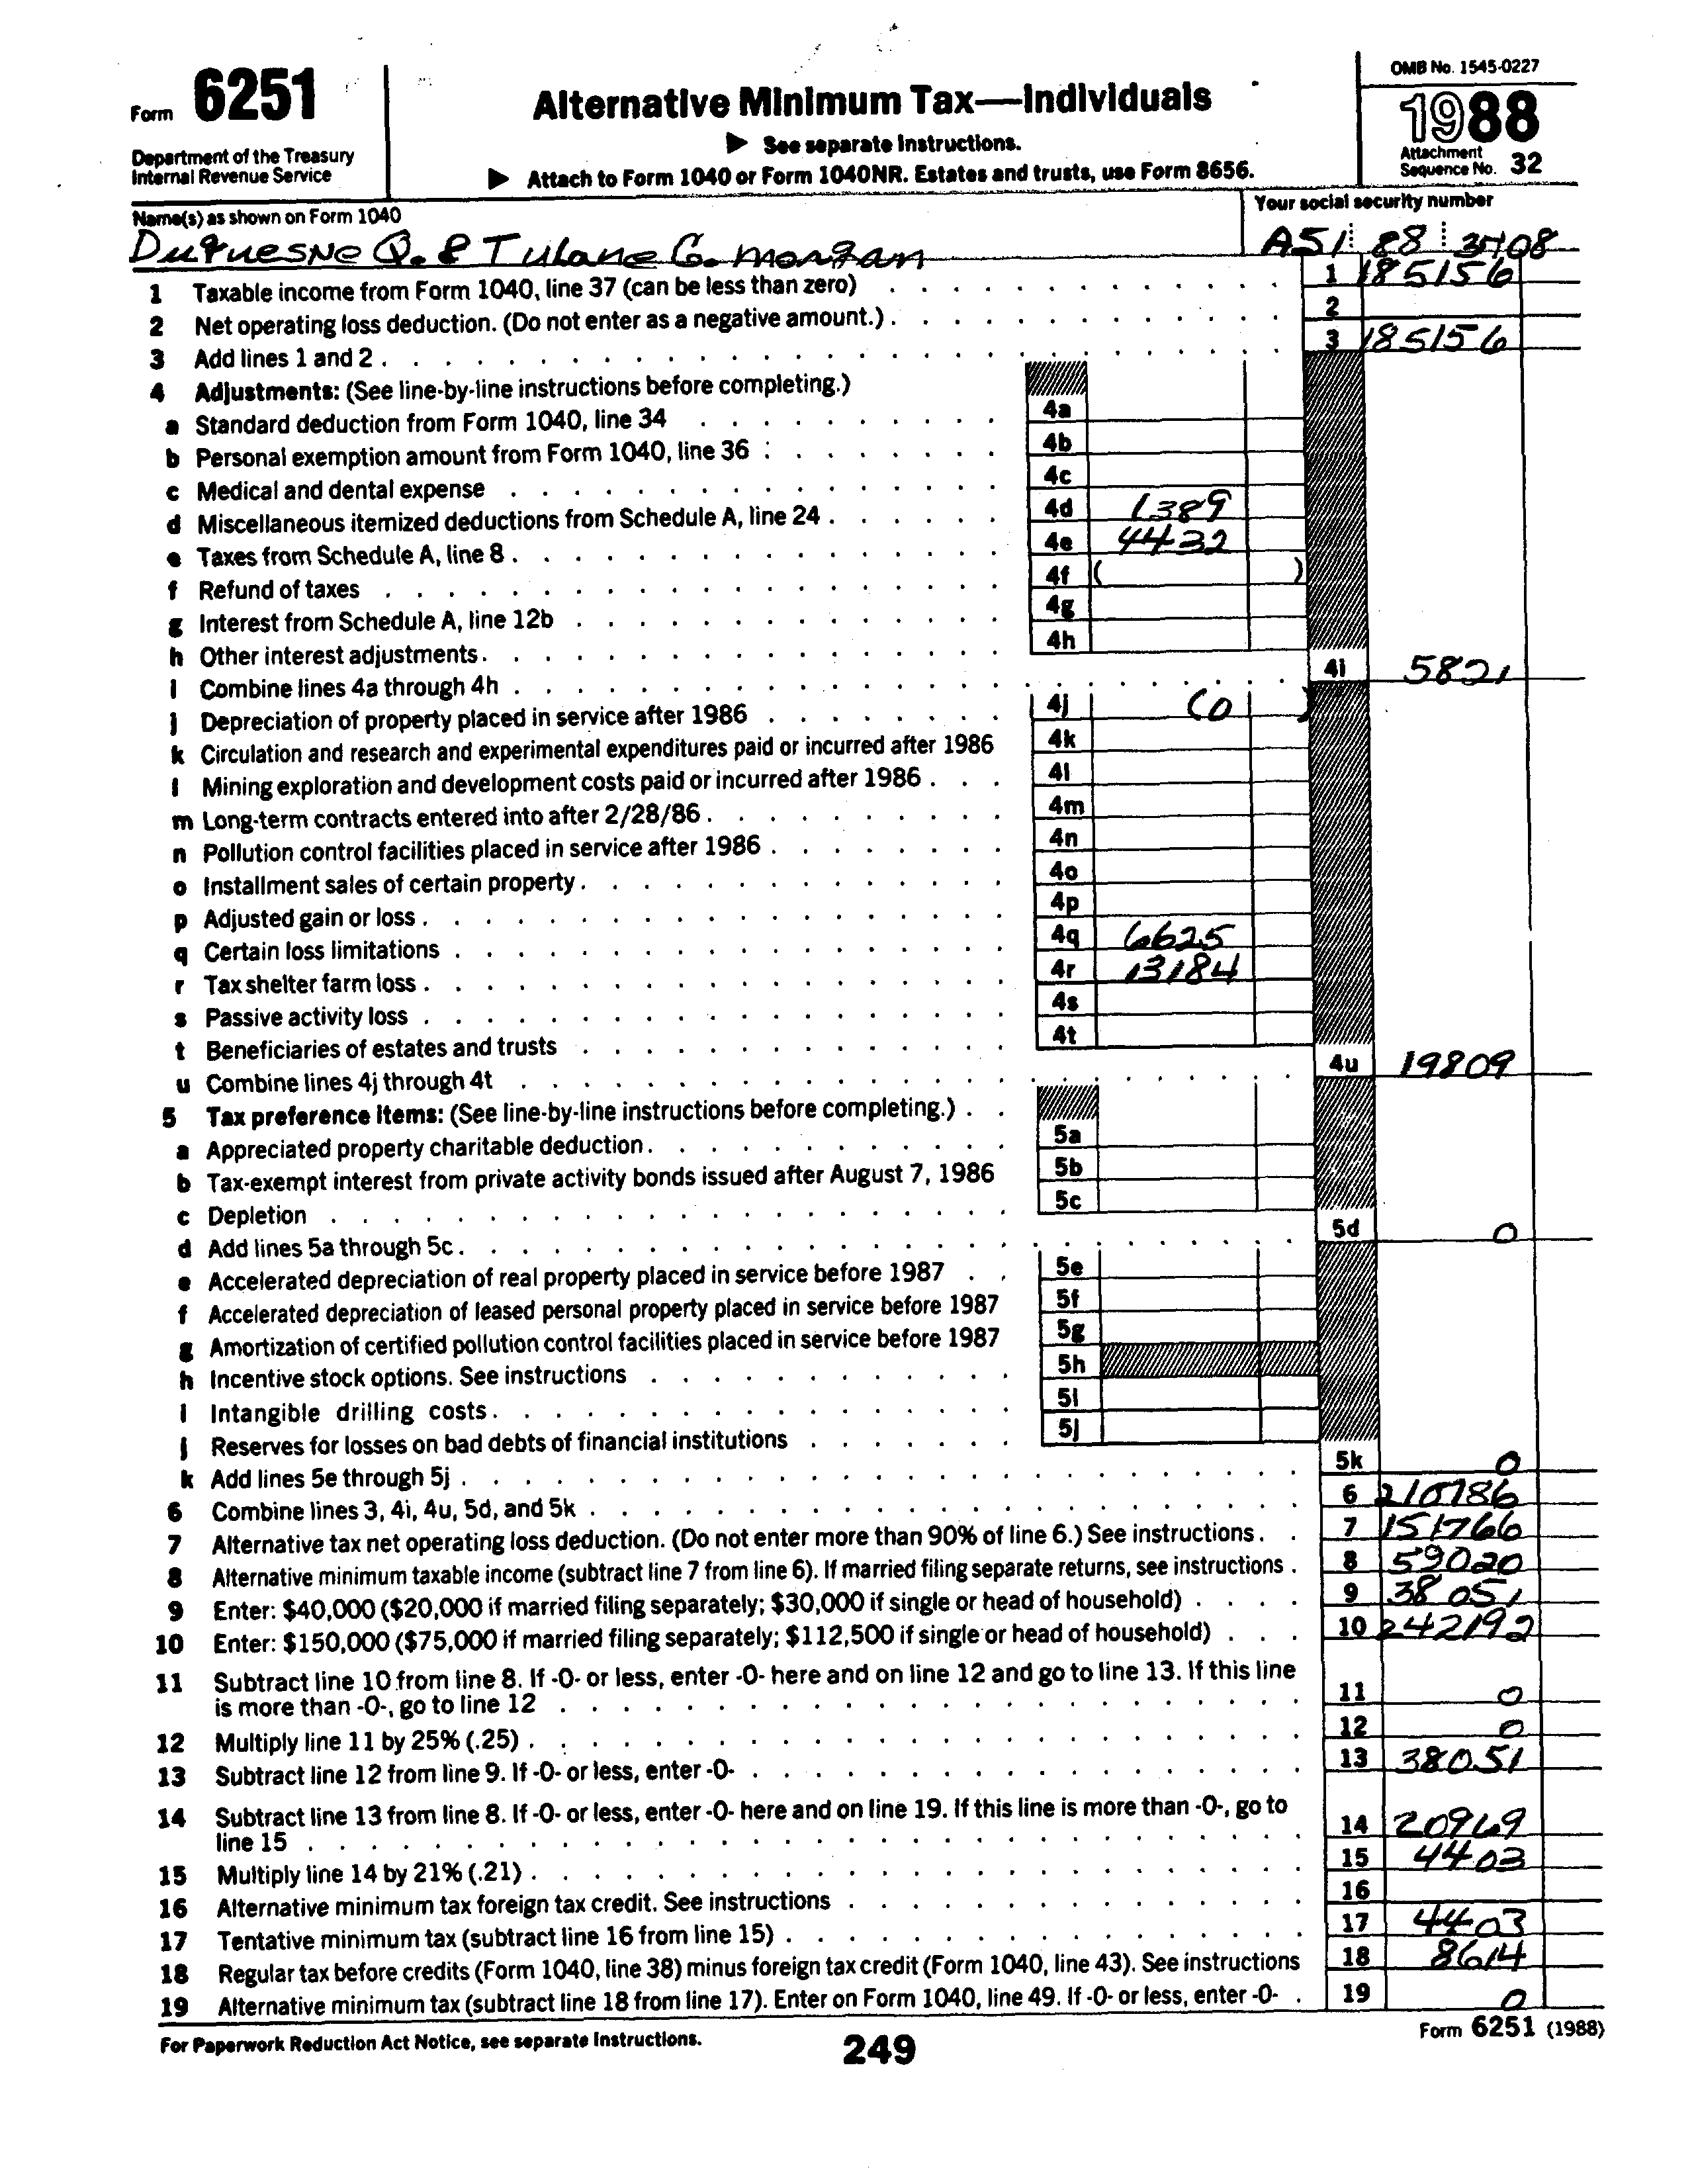 OMB No. 1545-0227
Form 6251
Alternative Minimum Tax—Individuals
1988
▶ See separate Instructions.
Department of the Treasury
Internal Revenue Service
▶ Attach to Form 1040 or Form 1040NR. Estates and trusts, use Form 8656.
Attachment
Sequence No. 32
Name(s) as shown on Form 1040
Your social security number
Duquesne Q. & Tulane G. Morgan
A51 88 3408
1 Taxable income from Form 1040, line 37 (can be less than zero) 1 185156
2 Net operating loss deduction. (Do not enter as a negative amount.) 2
3 Add lines 1 and 2 3 185156
4 Adjustments: (See line-by-line instructions before completing.)
a Standard deduction from Form 1040, line 34 4a
b Personal exemption amount from Form 1040, line 36 4b
c Medical and dental expense 4c
d Miscellaneous itemized deductions from Schedule A, line 24 4d 1389
e Taxes from Schedule A, line 8 4e 4432
f Refund of taxes 4f ( )
g Interest from Schedule A, line 12b 4g
h Other interest adjustments 4h
i Combine lines 4a through 4h 4i 5821
j Depreciation of property placed in service after 1986 4j (0 )
k Circulation and research and experimental expenditures paid or incurred after 1986 4k
l Mining exploration and development costs paid or incurred after 1986 4l
m Long-term contracts entered into after 2/28/86 4m
n Pollution control facilities placed in service after 1986 4n
o Installment sales of certain property 4o
p Adjusted gain or loss 4p
q Certain loss limitations 4q 6625
r Tax shelter farm loss 4r 13184
s Passive activity loss 4s
t Beneficiaries of estates and trusts 4t
u Combine lines 4j through 4t 4u 19809
5 Tax preference items: (See line-by-line instructions before completing.)
a Appreciated property charitable deduction 5a
b Tax-exempt interest from private activity bonds issued after August 7, 1986 5b
c Depletion 5c
d Add lines 5a through 5c 5d 0
e Accelerated depreciation of real property placed in service before 1987 5e
f Accelerated depreciation of leased personal property placed in service before 1987 5f
g Amortization of certified pollution control facilities placed in service before 1987 5g
h Incentive stock options. See instructions 5h
i Intangible drilling costs 5i
j Reserves for losses on bad debts of financial institutions 5j
k Add lines 5e through 5j 5k 0
6 Combine lines 3, 4i, 4u, 5d, and 5k 6 210786
7 Alternative tax net operating loss deduction. (Do not enter more than 90% of line 6.) See instructions 7 151766
8 Alternative minimum taxable income (subtract line 7 from line 6). If married filing separate returns, see instructions 8 59020
9 Enter: $40,000 ($20,000 if married filing separately; $30,000 if single or head of household) 9 38051
10 Enter: $150,000 ($75,000 if married filing separately; $112,500 if single or head of household) 10 242192
11 Subtract line 10 from line 8. If -0- or less, enter -0- here and on line 12 and go to line 13. If this line
is more than -0-, go to line 12 11 0
12 Multiply line 11 by 25% (.25) 12 0
13 Subtract line 12 from line 9. If -0- or less, enter -0- 13 38051
14 Subtract line 13 from line 8. If -0- or less, enter -0- here and on line 19. If this line is more than -0-, go to
line 15 14 20969
15 Multiply line 14 by 21% (.21) 15 4403
16 Alternative minimum tax foreign tax credit. See instructions 16
17 Tentative minimum tax (subtract line 16 from line 15) 17 4403
18 Regular tax before credits (Form 1040, line 38) minus foreign tax credit (Form 1040, line 43). See instructions 18 8614
19 Alternative minimum tax (subtract line 18 from line 17). Enter on Form 1040, line 49. If -0- or less, enter -0- 19 0
For Paperwork Reduction Act Notice, see separate Instructions.
249
Form 6251 (1988)